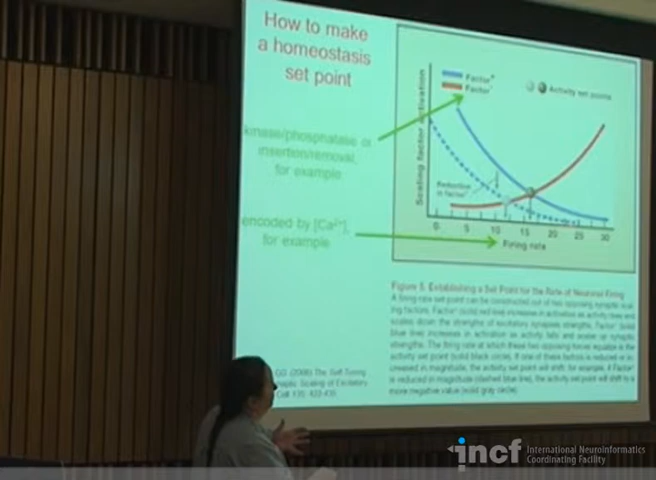 How to make
a homeostasis
set point
kinase/phosphatase or
insertion/removal,
for example
encoded by [Ca²⁺],
for example
Scaling factor activation
Factor⁺
Factor⁻
Activity set points
Reduction
in factor⁺
0 5 10 15 20 25 30
Firing rate
Figure 5. Establishing a Set Point for the Rate of Neuronal Firing
A firing rate set point can be constructed out of two opposing synaptic scal-
ing factors. Factor⁻ (solid red line) increases in activation as activity rises and
scales down the strengths of excitatory synapses strengths. Factor⁺ (solid
blue line) increases in activation as activity falls and scales up synaptic
strengths. The firing rate at which these two opposing forces equalize is the
activity set point (solid black circle). If one of these factors is reduced or in-
creased in magnitude, the activity set point will shift; for example, if Factor⁺
is reduced in magnitude (dashed blue line), the activity set point will shift to a
more negative value (solid gray circle).
GG (2008) The Self-Tuning
Synaptic Scaling of Excitatory
Cell 135: 422-435
incf International Neuroinformatics
Coordinating Facility